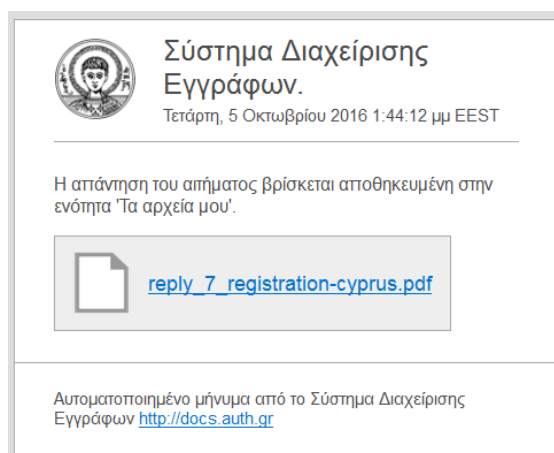 Σύστημα Διαχείρισης
Εγγράφων.
Τετάρτη, 5 Οκτωβρίου 2016 1:44:12 μμ EEST
Η απάντηση του αιτήματος βρίσκεται αποθηκευμένη στην
ενότητα 'Τα αρχεία μου'.
reply_7_registration-cyprus.pdf
Αυτοματοποιημένο μήνυμα από το Σύστημα Διαχείρισης
Εγγράφων http://docs.auth.gr